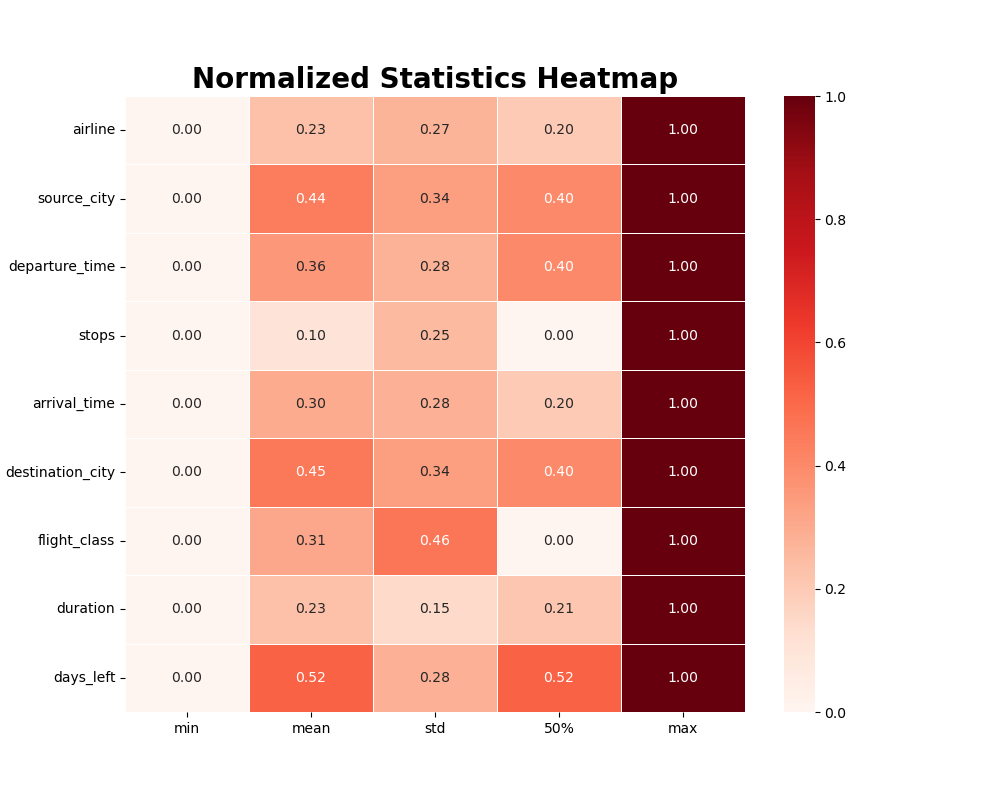 Normalized Statistics Heatmap
airline 0.00 0.23 0.27 0.20 1.00
source_city 0.00 0.44 0.34 0.40 1.00
departure_time 0.00 0.36 0.28 0.40 1.00
stops 0.00 0.10 0.25 0.00 1.00
arrival_time 0.00 0.30 0.28 0.20 1.00
destination_city 0.00 0.45 0.34 0.40 1.00
flight_class 0.00 0.31 0.46 0.00 1.00
duration 0.00 0.23 0.15 0.21 1.00
days_left 0.00 0.52 0.28 0.52 1.00
min mean std 50% max
1.0
0.8
0.6
0.4
0.2
0.0